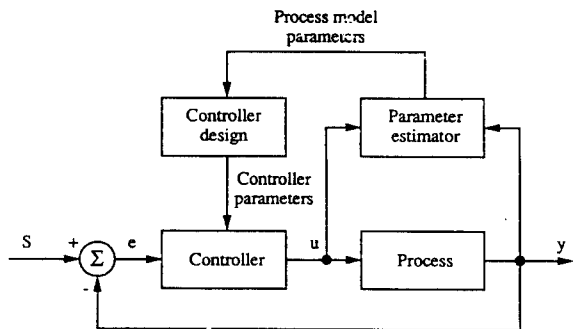 Process model
parameters
Controller
design
Parameter
estimator
Controller
parameters
S
+
Σ
-
e
Controller
u
Process
y